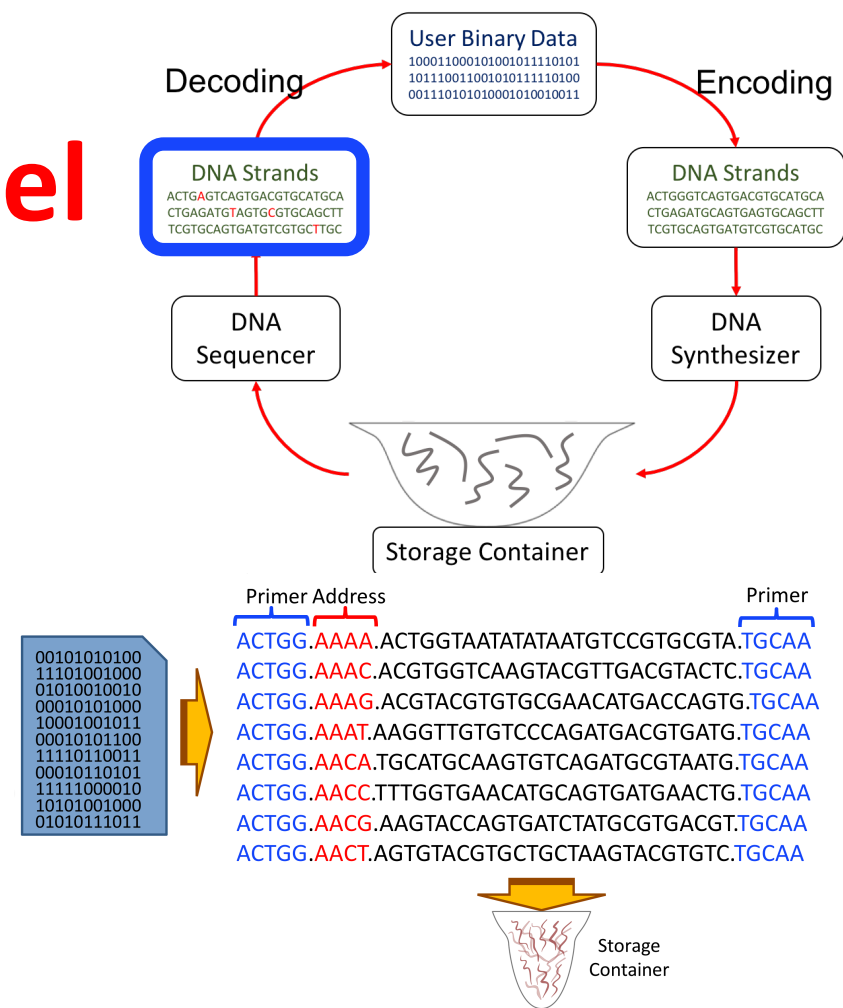 User Binary Data
100011000101001011110101
101110011001010111110100
001110101010001010010011
Decoding
Encoding
el
DNA Strands
ACTGAGTCAGTGACGTGCATGCA
CTGAGATGTAGTGCGTGCAGCTT
TCGTGCAGTGATGTCGTGCTTGC
DNA Strands
ACTGGGTCAGTGACGTGCATGCA
CTGAGATGCAGTGAGTGCAGCTT
TCGTGCAGTGATGTCGTGCATGC
DNA
Sequencer
DNA
Synthesizer
Storage Container
Primer Address
Primer
00101010100
11101001000
01010010010
00010101000
10001001011
00010101100
11110110011
00010110101
11111000010
10101001000
01010111011
ACTGG.AAAA.ACTGGTAATATATAATGTCCGTGCGTA.TGCAA
ACTGG.AAAC.ACGTGGTCAAGTACGTTGACGTACTC.TGCAA
ACTGG.AAAG.ACGTACGTGTGCGAACATGACCAGTG.TGCAA
ACTGG.AAAT.AAGGTTGTGTCCCAGATGACGTGATG.TGCAA
ACTGG.AACA.TGCATGCAAGTGTCAGATGCGTAATG.TGCAA
ACTGG.AACC.TTTGGTGAACATGCAGTGATGAACTG.TGCAA
ACTGG.AACG.AAGTACCAGTGATCTATGCGTGACGT.TGCAA
ACTGG.AACT.AGTGTACGTGCTGCTAAGTACGTGTC.TGCAA
Storage
Container